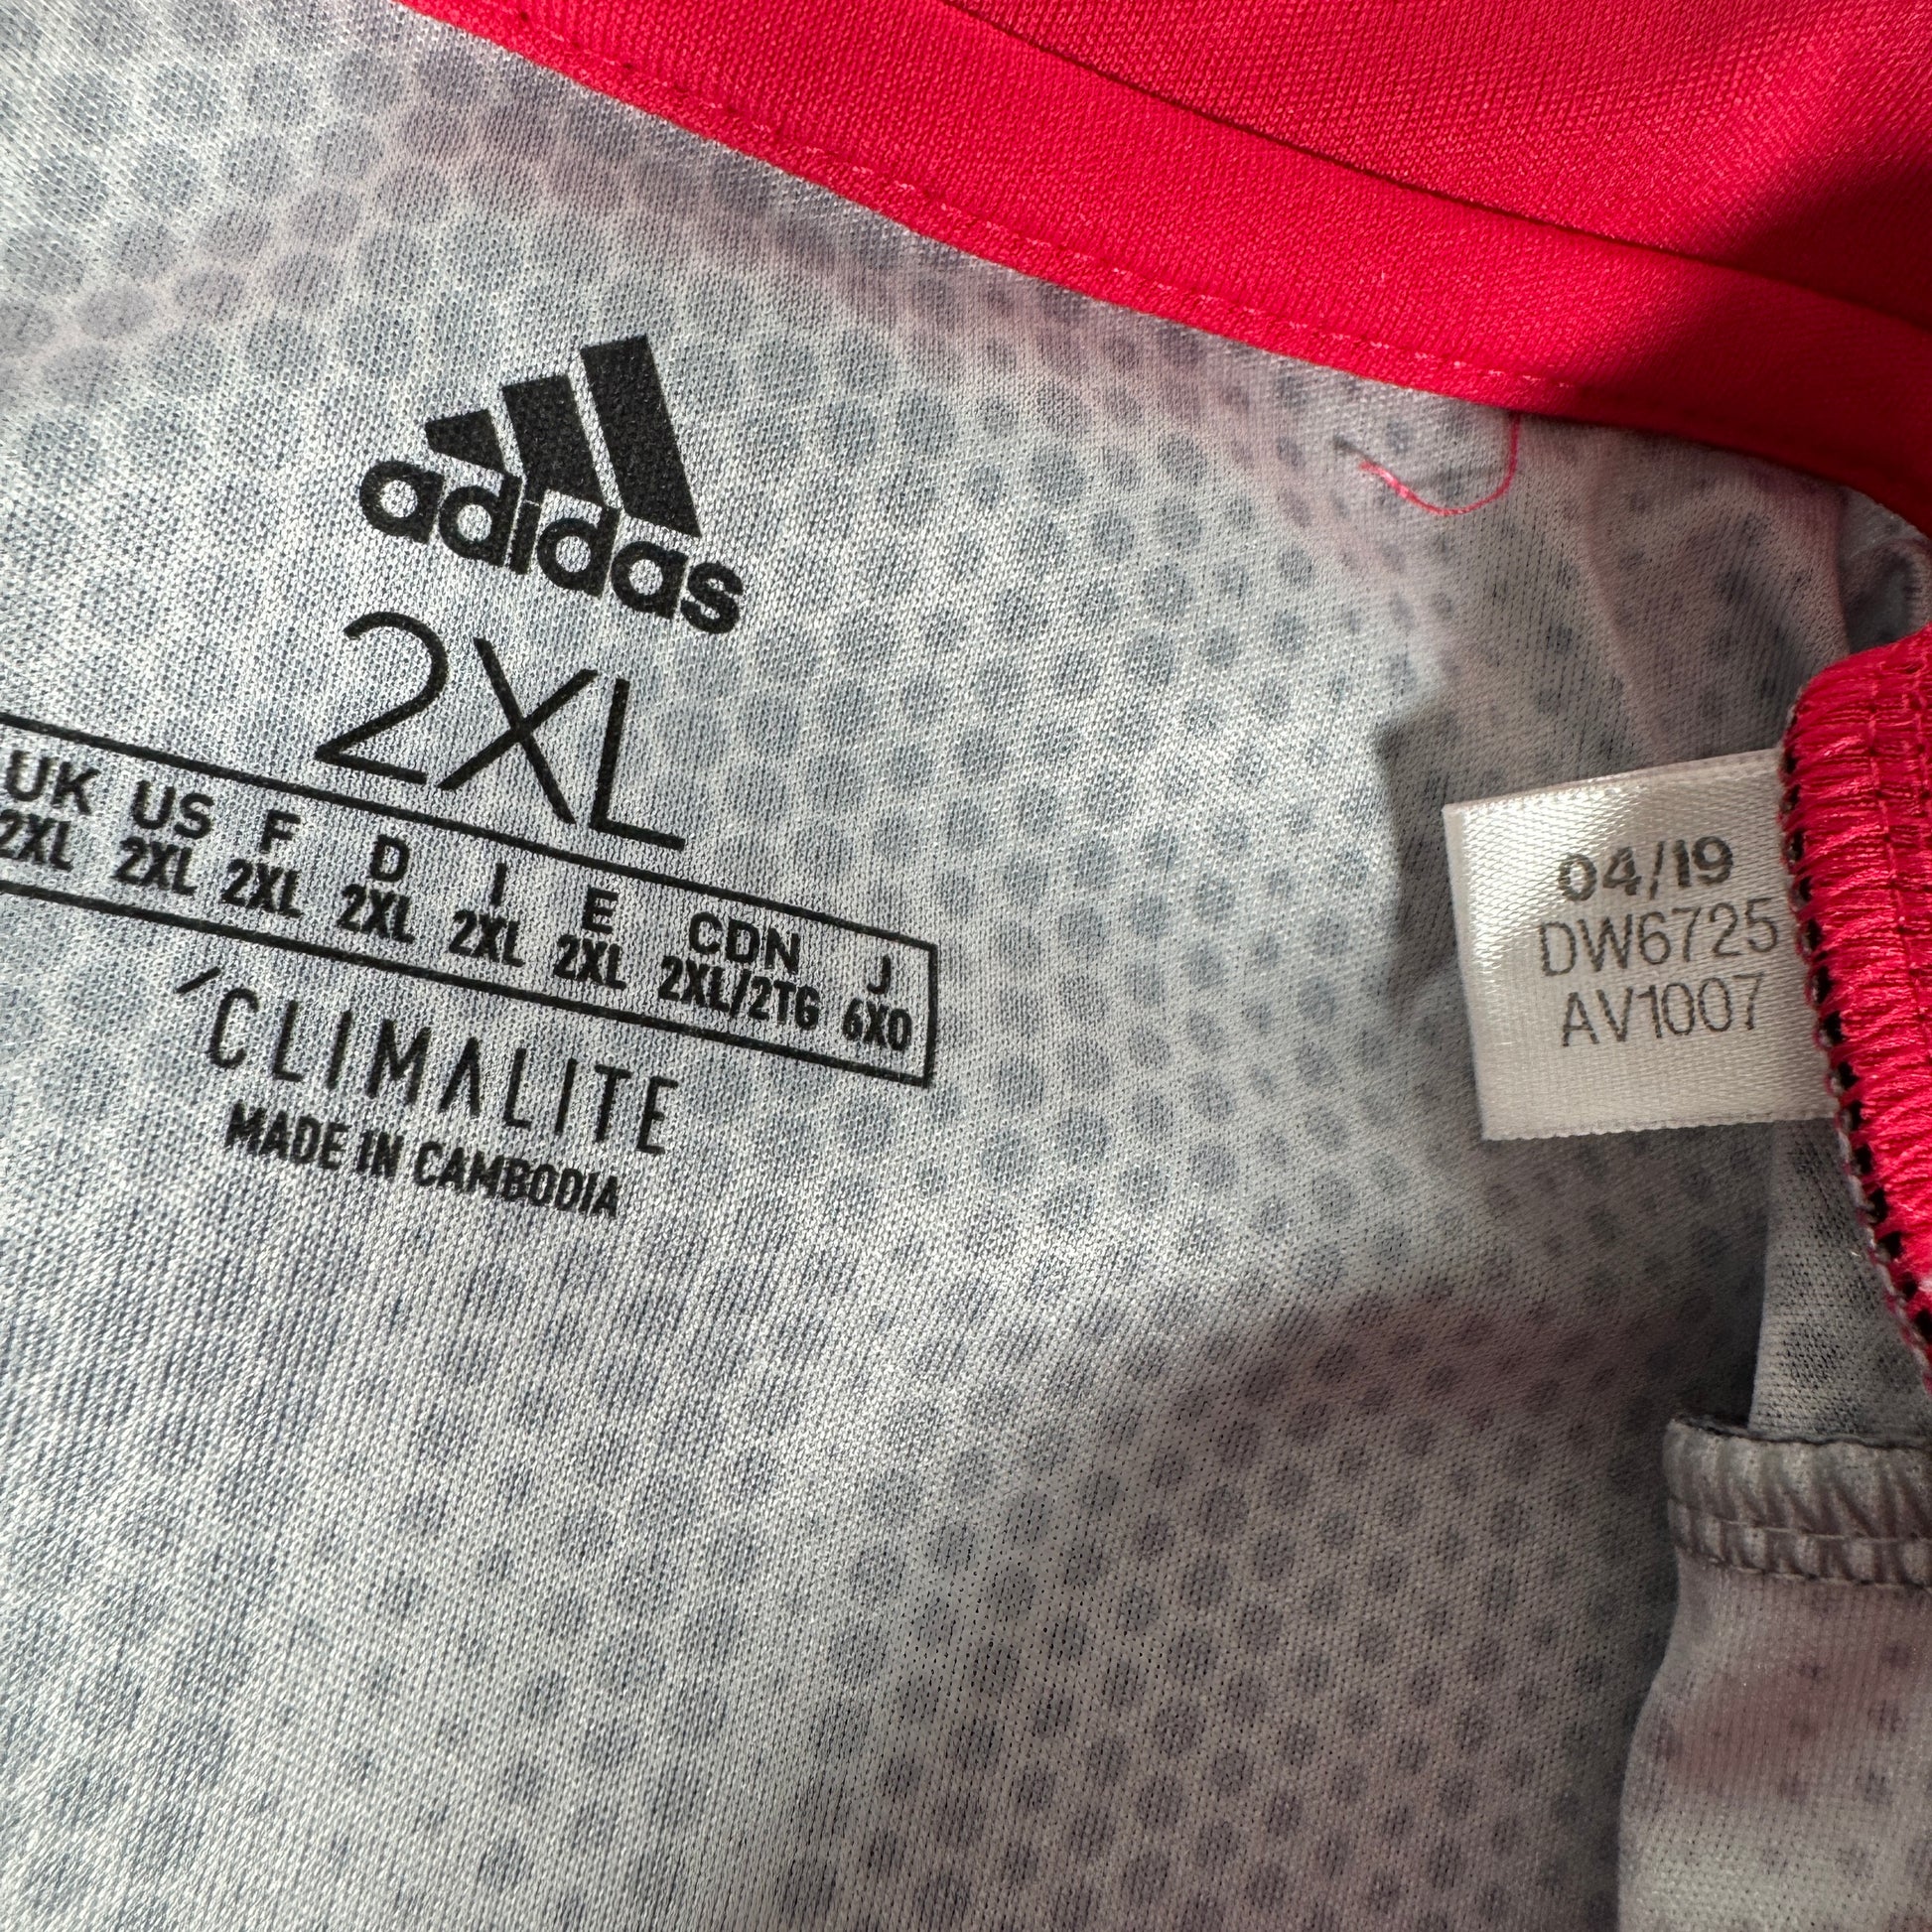 adidas
2XL
UK US F D I E CDN J
2XL 2XL 2XL 2XL 2XL 2XL 2XL/2TG 6XO
CLIMALITE
MADE IN CAMBODIA
04/19
DW6725
AV1007